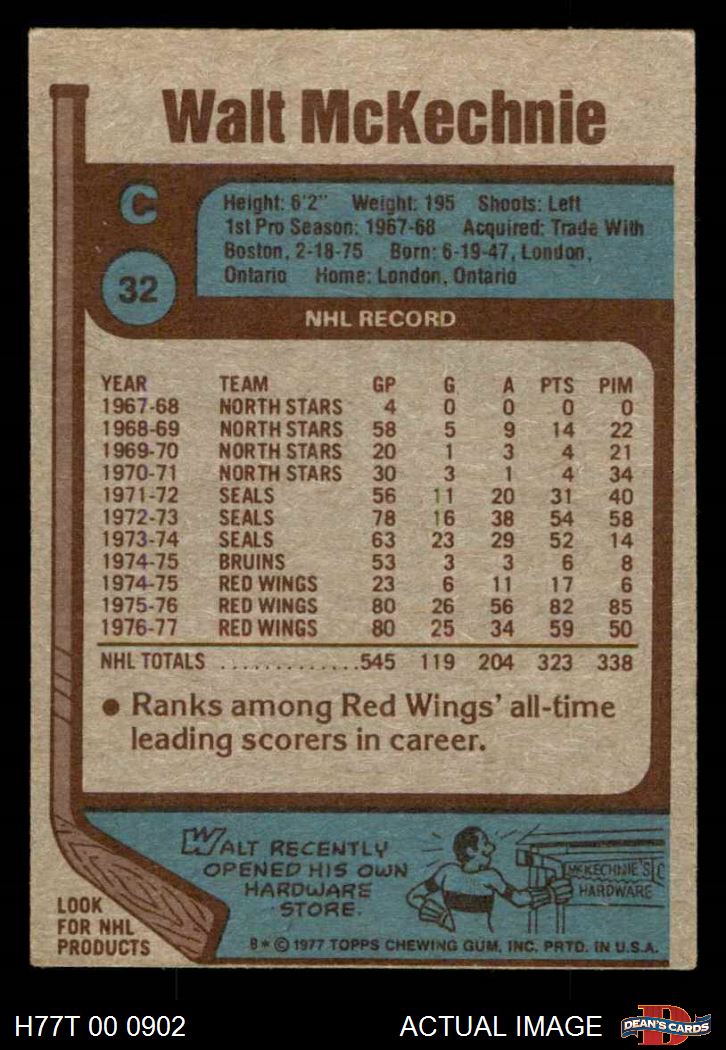 Walt McKechnie
C
32
Height: 6'2" Weight: 195 Shoots: Left
1st Pro Season: 1967-68 Acquired: Trade With
Boston, 2-18-75 Born: 6-19-47, London,
Ontario Home: London, Ontario
NHL RECORD
YEAR TEAM GP G A PTS PIM
1967-68 NORTH STARS 4 0 0 0 0
1968-69 NORTH STARS 58 5 9 14 22
1969-70 NORTH STARS 20 1 3 4 21
1970-71 NORTH STARS 30 3 1 4 34
1971-72 SEALS 56 11 20 31 40
1972-73 SEALS 78 16 38 54 58
1973-74 SEALS 63 23 29 52 14
1974-75 BRUINS 53 3 3 6 8
1974-75 RED WINGS 23 6 11 17 6
1975-76 RED WINGS 80 26 56 82 85
1976-77 RED WINGS 80 25 34 59 50
NHL TOTALS .............545 119 204 323 338
● Ranks among Red Wings' all-time
leading scorers in career.
WALT RECENTLY
OPENED HIS OWN
HARDWARE
STORE.
McKECHNIE'S
HARDWARE
LOOK
FOR NHL
PRODUCTS
B* © 1977 TOPPS CHEWING GUM, INC. PRTD. IN U.S.A.
H77T 00 0902 ACTUAL IMAGE
DEAN'S CARDS